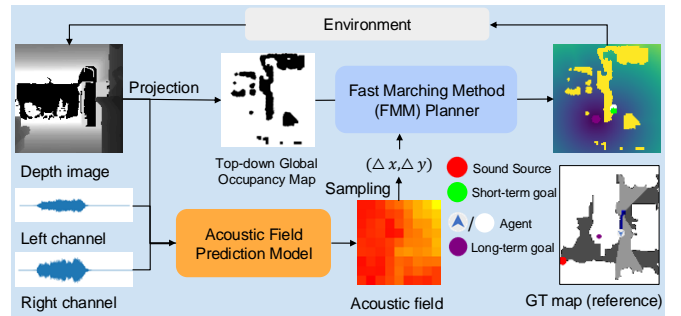 Environment
Projection
Fast Marching Method
(FMM) Planner
Depth image
Top-down Global
Occupancy Map
(△x,△y)
Sampling
Sound Source
Short-term goal
/ Agent
Long-term goal
Left channel
Acoustic Field
Prediction Model
Right channel
Acoustic field
GT map (reference)